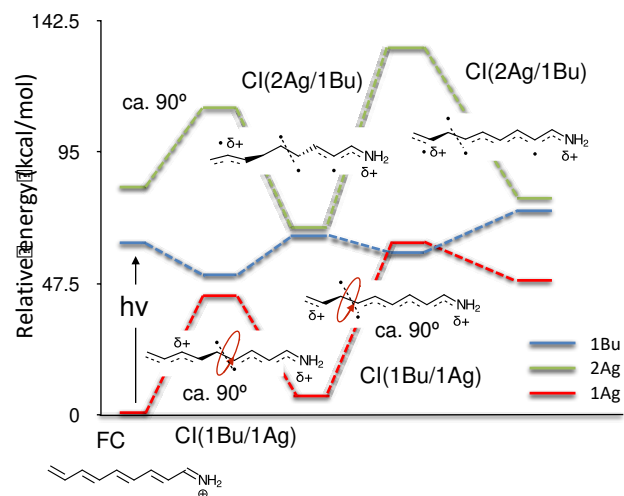 142.5
CI(2Ag/1Bu)
CI(2Ag/1Bu)
ca. 90º
95
δ+
NH2
δ+
δ+
NH2
δ+
Relative energy (kcal/mol)
47.5
hν
NH2
δ+
δ+
ca. 90º
δ+
NH2
δ+
ca. 90º
CI(1Bu/1Ag)
1Bu
2Ag
1Ag
0
FC
CI(1Bu/1Ag)
NH2
⊕